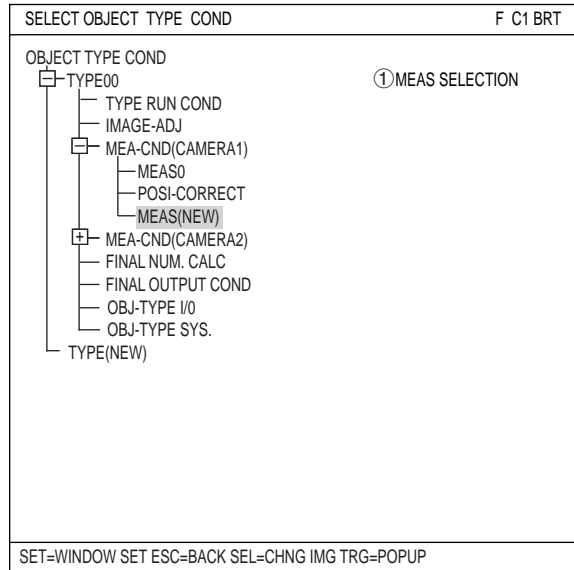 SELECT OBJECT TYPE COND F C1 BRT
OBJECT TYPE COND
TYPE00 ①MEAS SELECTION
TYPE RUN COND
IMAGE-ADJ
MEA-CND(CAMERA1)
MEAS0
POSI-CORRECT
MEAS(NEW)
MEA-CND(CAMERA2)
FINAL NUM. CALC
FINAL OUTPUT COND
OBJ-TYPE I/0
OBJ-TYPE SYS.
TYPE(NEW)
SET=WINDOW SET ESC=BACK SEL=CHNG IMG TRG=POPUP